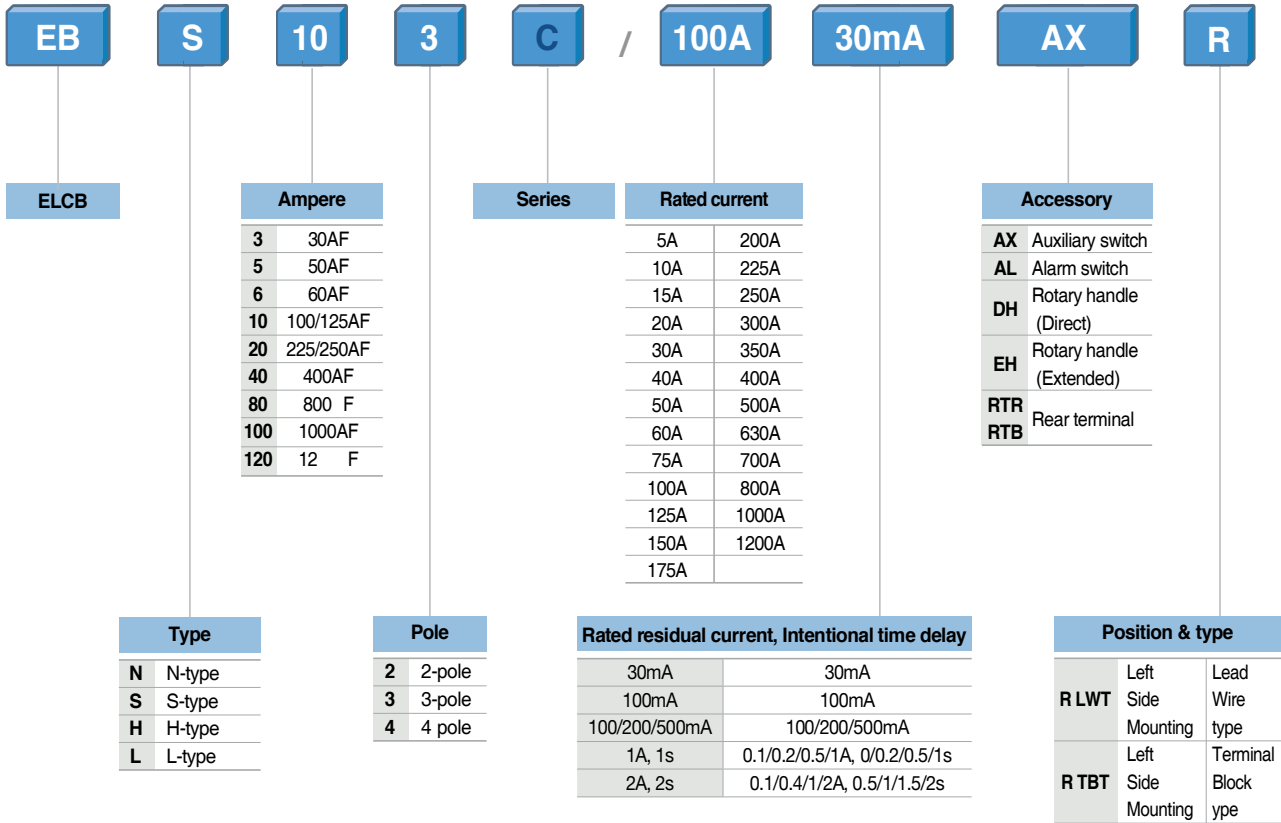 EB S 10 3 C / 100A 30mA AX R
ELCB
Ampere
3 30AF
5 50AF
6 60AF
10 100/125AF
20 225/250AF
40 400AF
80 800 F
100 1000AF
120 12 F
Series
Rated current
5A 200A
10A 225A
15A 250A
20A 300A
30A 350A
40A 400A
50A 500A
60A 630A
75A 700A
100A 800A
125A 1000A
150A 1200A
175A
Accessory
AX Auxiliary switch
AL Alarm switch
DH Rotary handle
(Direct)
EH Rotary handle
(Extended)
RTR
RTB Rear terminal
Type
N N-type
S S-type
H H-type
L L-type
Pole
2 2-pole
3 3-pole
4 4 pole
Rated residual current, Intentional time delay
30mA 30mA
100mA 100mA
100/200/500mA 100/200/500mA
1A, 1s 0.1/0.2/0.5/1A, 0/0.2/0.5/1s
2A, 2s 0.1/0.4/1/2A, 0.5/1/1.5/2s
Position & type
Left Lead
R LWT Side Wire
Mounting type
Left Terminal
R TBT Side Block
Mounting ype